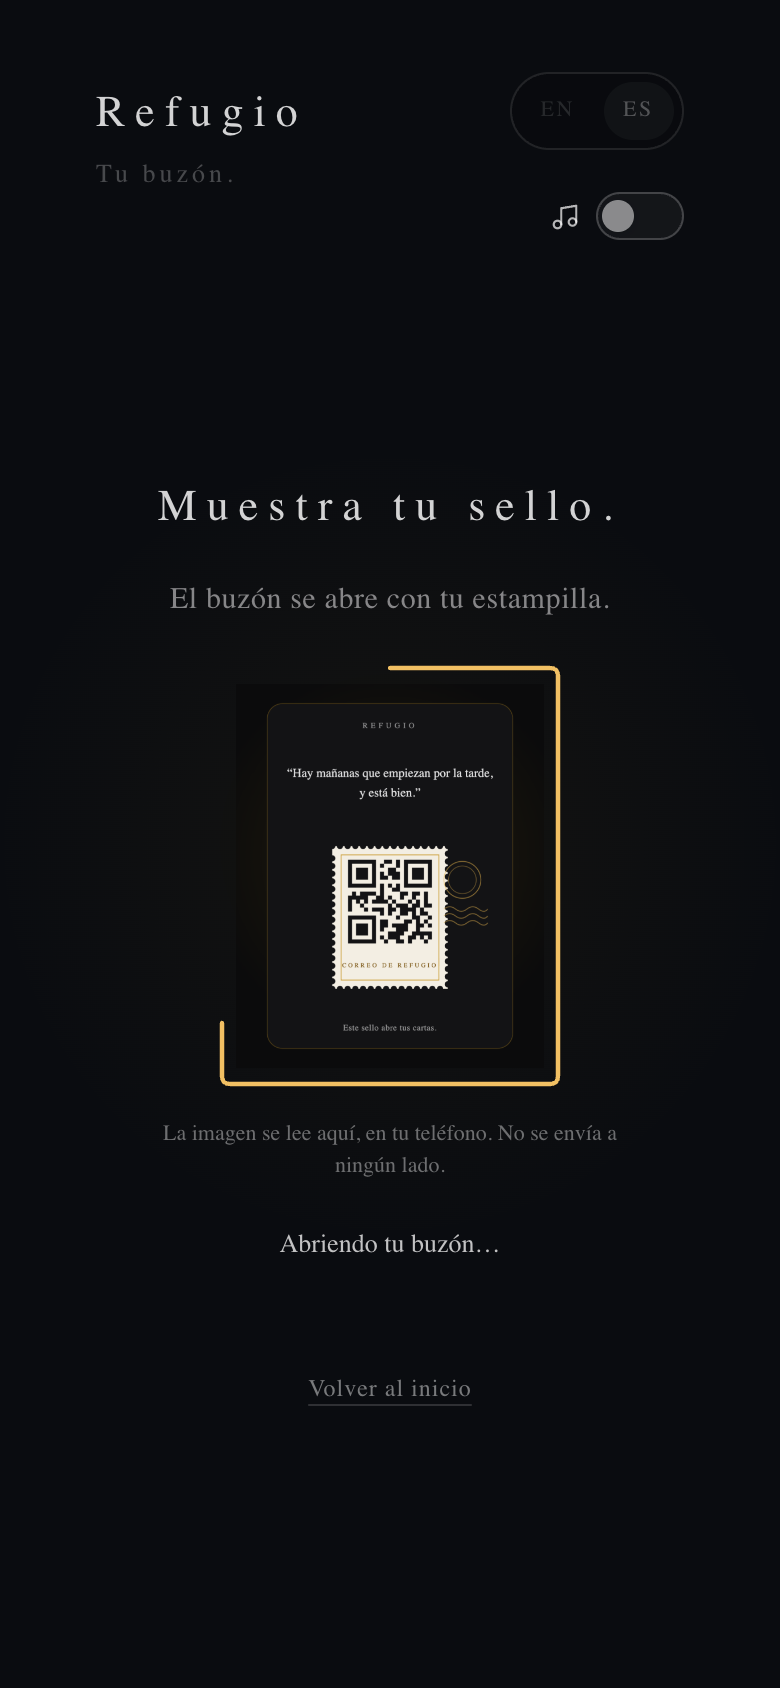 Refugio
EN ES
Tu buzón.
Muestra tu sello.
El buzón se abre con tu estampilla.
REFUGIO
“Hay mañanas que empiezan por la tarde,
y está bien.”
CORREO DE REFUGIO
Este sello abre tus cartas.
La imagen se lee aquí, en tu teléfono. No se envía a
ningún lado.
Abriendo tu buzón…
Volver al inicio